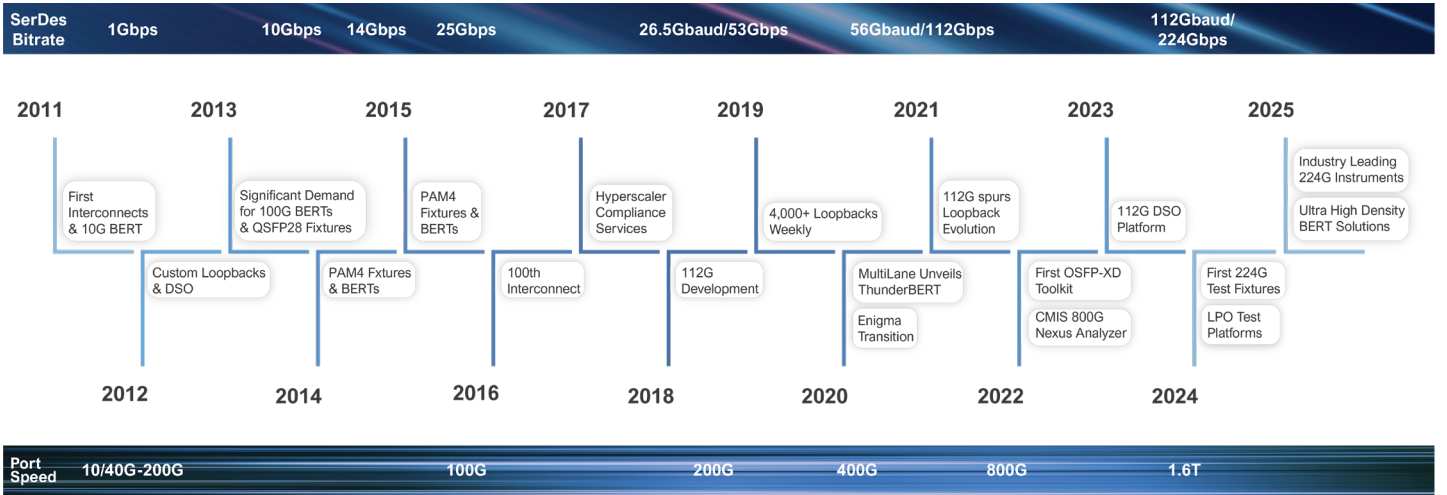 SerDes
Bitrate
1Gbps
10Gbps
14Gbps
25Gbps
26.5Gbaud/53Gbps
56Gbaud/112Gbps
112Gbaud/
224Gbps
2011
2013
2015
2017
2019
2021
2023
2025
First
Interconnects
& 10G BERT
Significant Demand
for 100G BERTs
& QSFP28 Fixtures
PAM4
Fixtures &
BERTs
Hyperscaler
Compliance
Services
4,000+ Loopbacks
Weekly
112G spurs
Loopback
Evolution
112G DSO
Platform
Industry Leading
224G Instruments
Ultra High Density
BERT Solutions
Custom Loopbacks
& DSO
PAM4 Fxtures
& BERTs
100th
Interconnect
112G
Development
MultiLane Unveils
ThunderBERT
Enigma
Transition
First OSFP-XD
Toolkit
CMIS 800G
Nexus Analyzer
First 224G
Test Fixtures
LPO Test
Platforms
2012
2014
2016
2018
2020
2022
2024
Port
Speed
10/40G-200G
100G
200G
400G
800G
1.6T